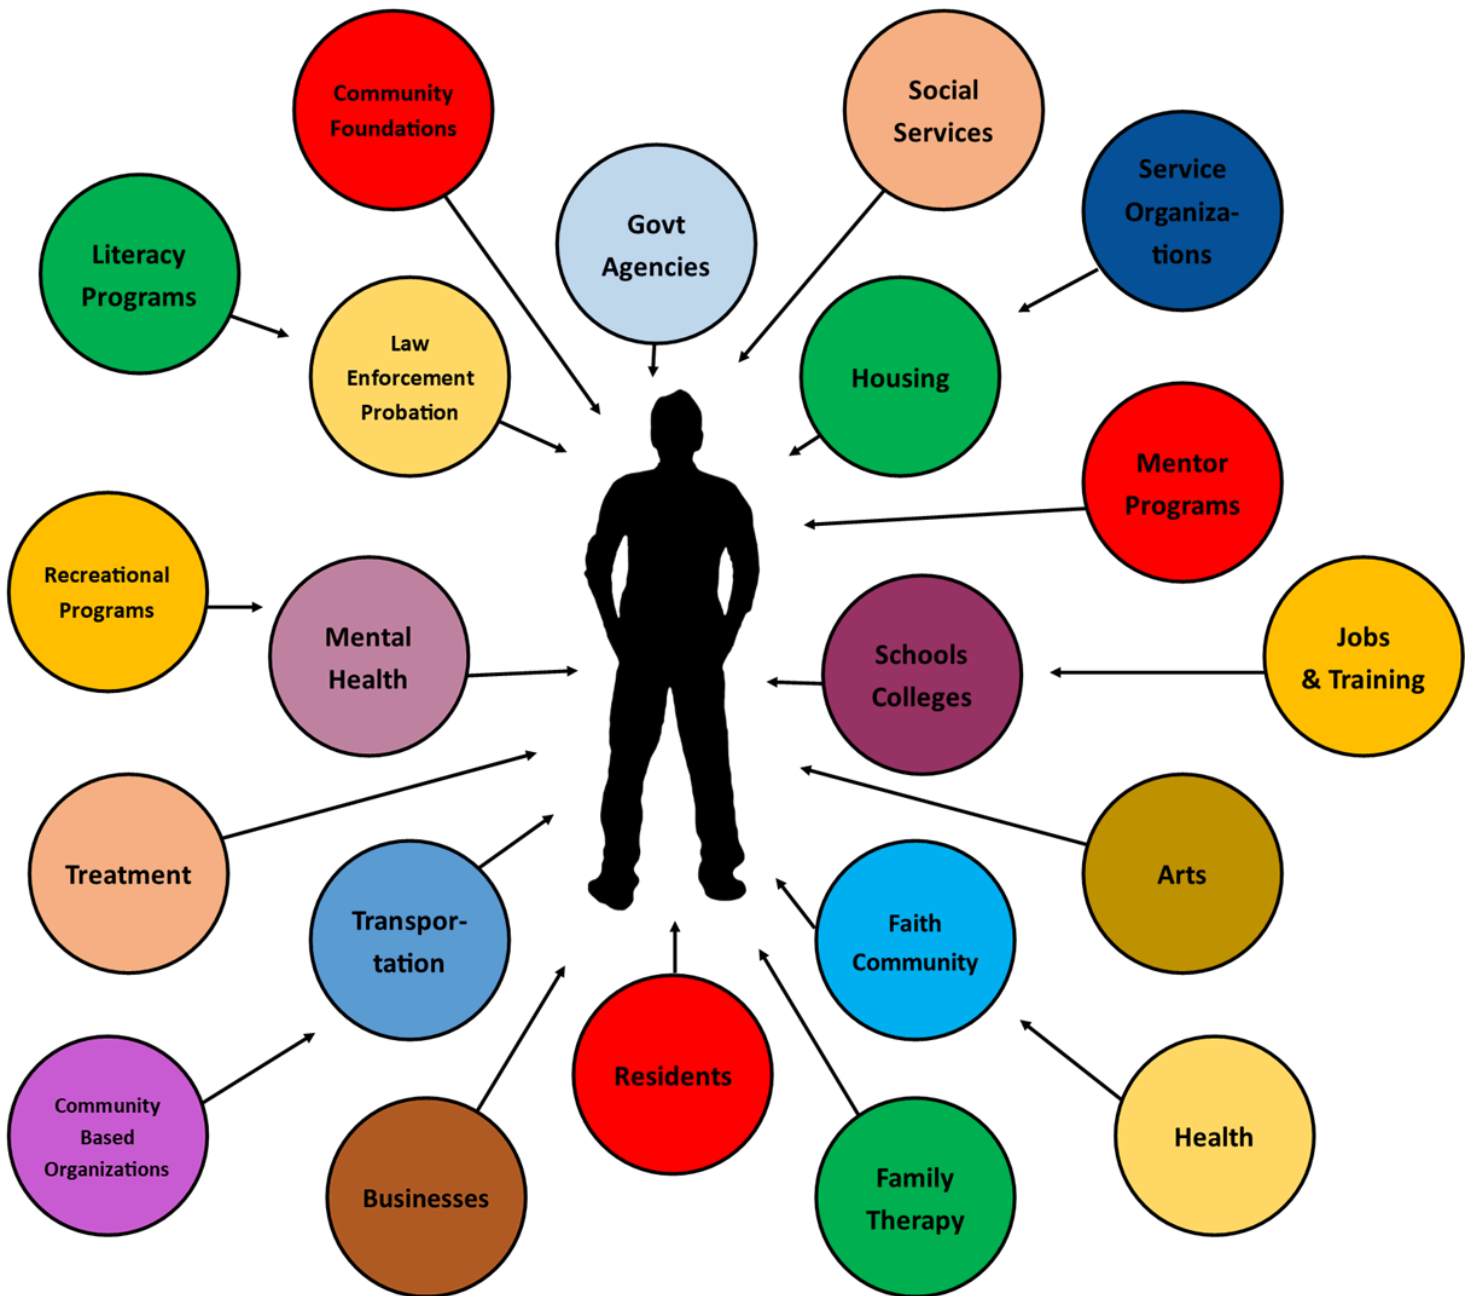 Community
Foundations
Social
Services
Service
Organiza-
tions
Govt
Agencies
Literacy
Programs
Law
Enforcement
Probation
Housing
Mentor
Programs
Recreational
Programs
Mental
Health
Schools
Colleges
Jobs
& Training
Treatment
Transpor-
tation
Faith
Community
Arts
Community
Based
Organizations
Businesses
Residents
Family
Therapy
Health